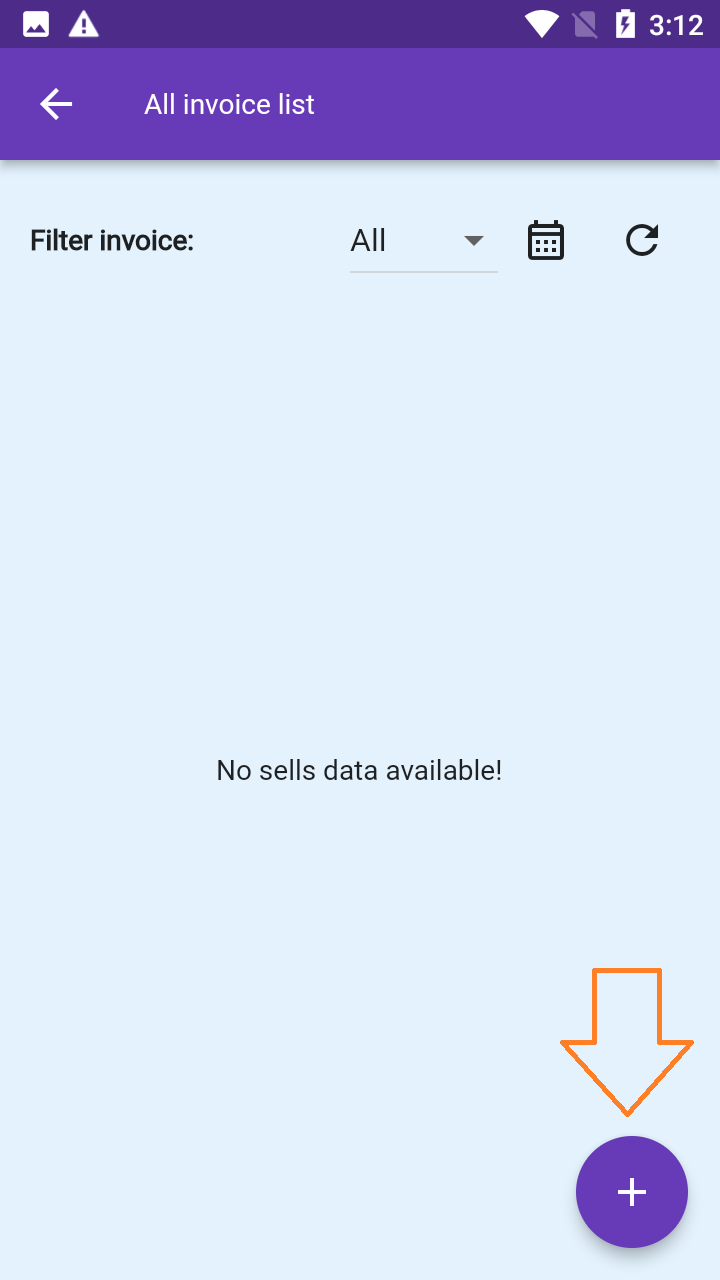 3:12
All invoice list
Filter invoice: All
No sells data available!